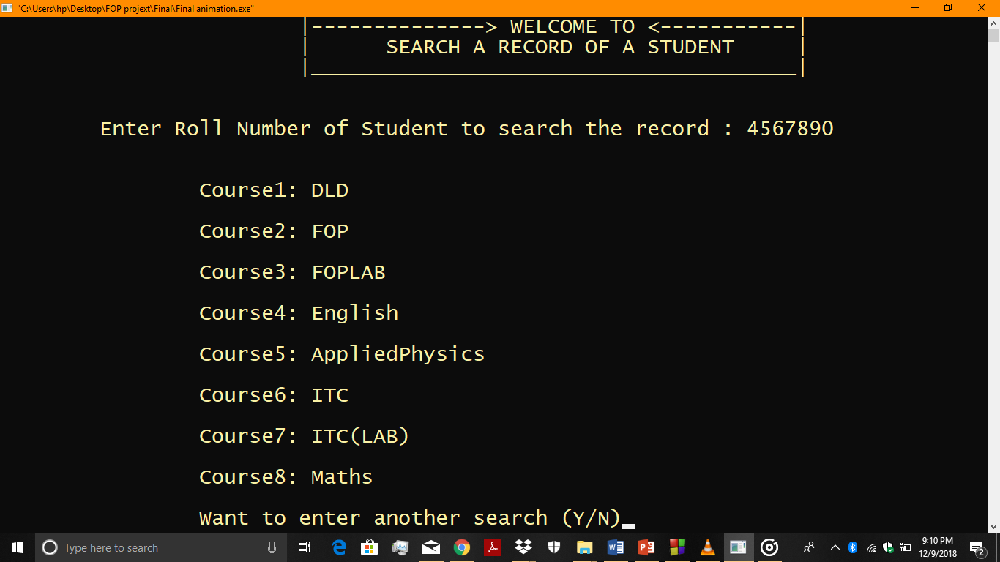 "C:\Users\hp\Desktop\FOP projext\Final\Final animation.exe"
|--------------> WELCOME TO <-----------|
| SEARCH A RECORD OF A STUDENT |
|_______________________________________|
Enter Roll Number of Student to search the record : 4567890
Course1: DLD
Course2: FOP
Course3: FOPLAB
Course4: English
Course5: AppliedPhysics
Course6: ITC
Course7: ITC(LAB)
Course8: Maths
Want to enter another search (Y/N)_
Type here to search
9:10 PM
12/9/2018
2